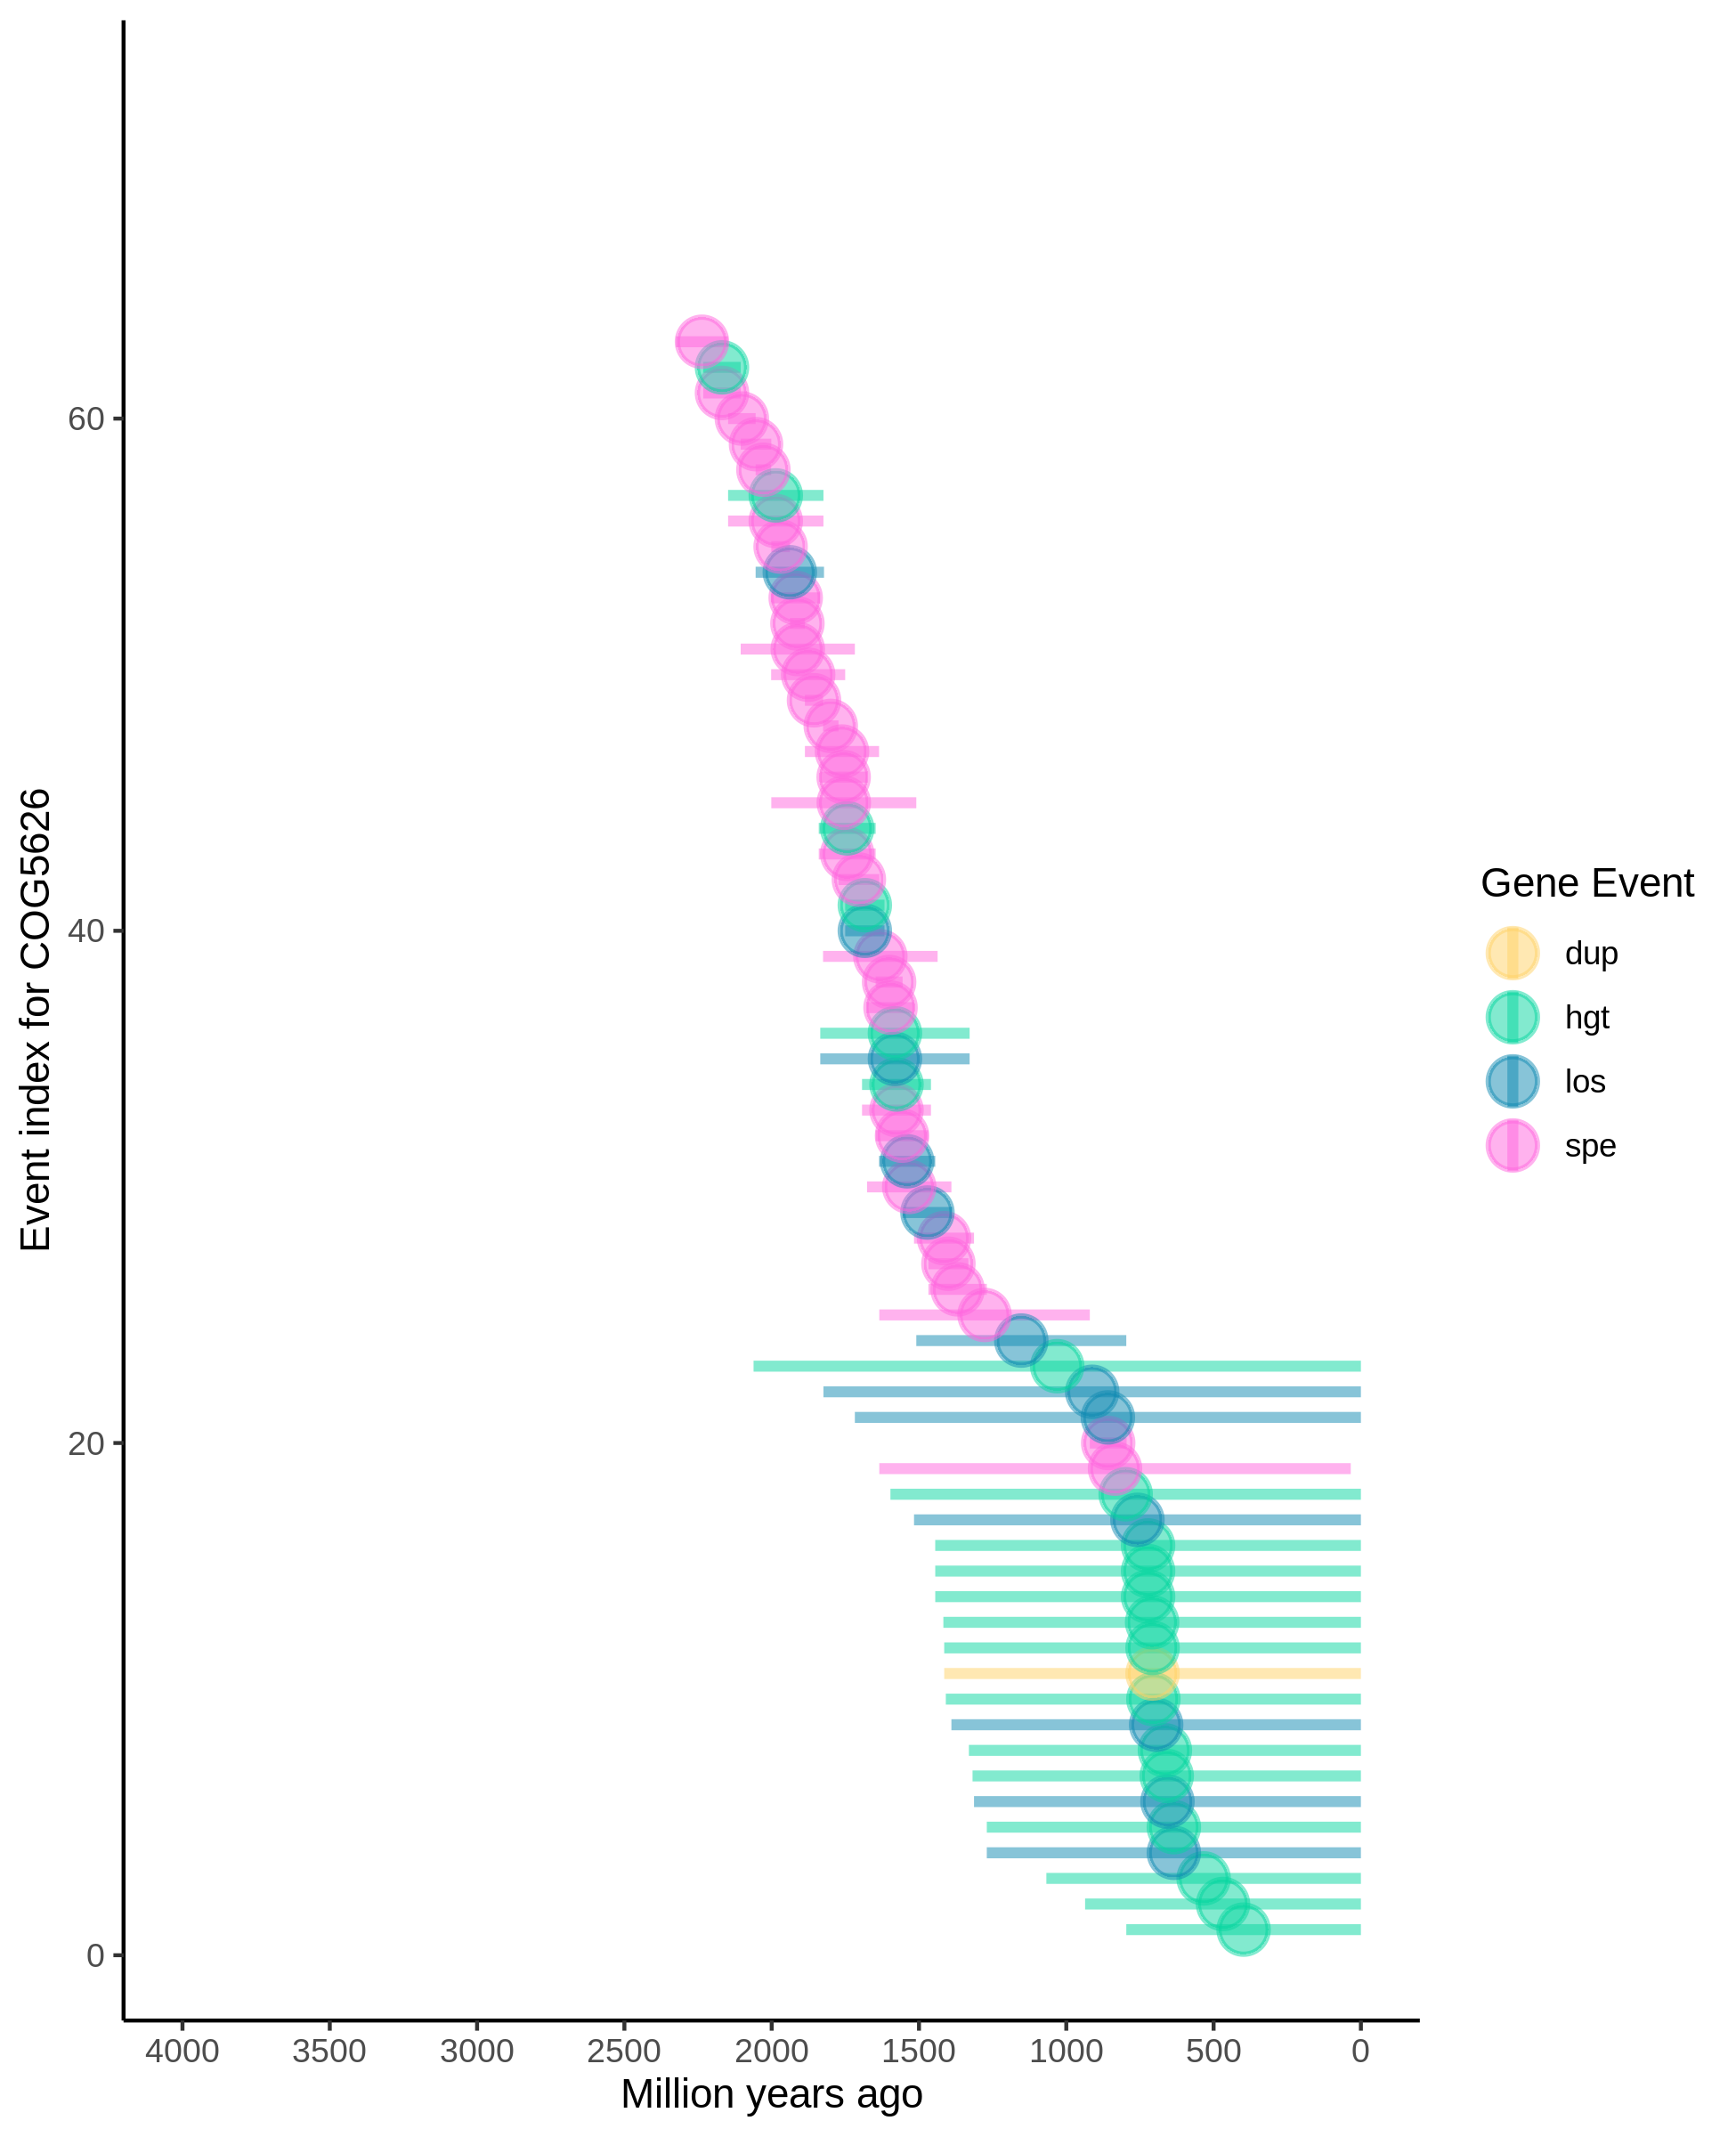 Event index for COG5626
60
40
20
0
4000 3500 3000 2500 2000 1500 1000 500 0
Million years ago
Gene Event
dup
hgt
los
spe